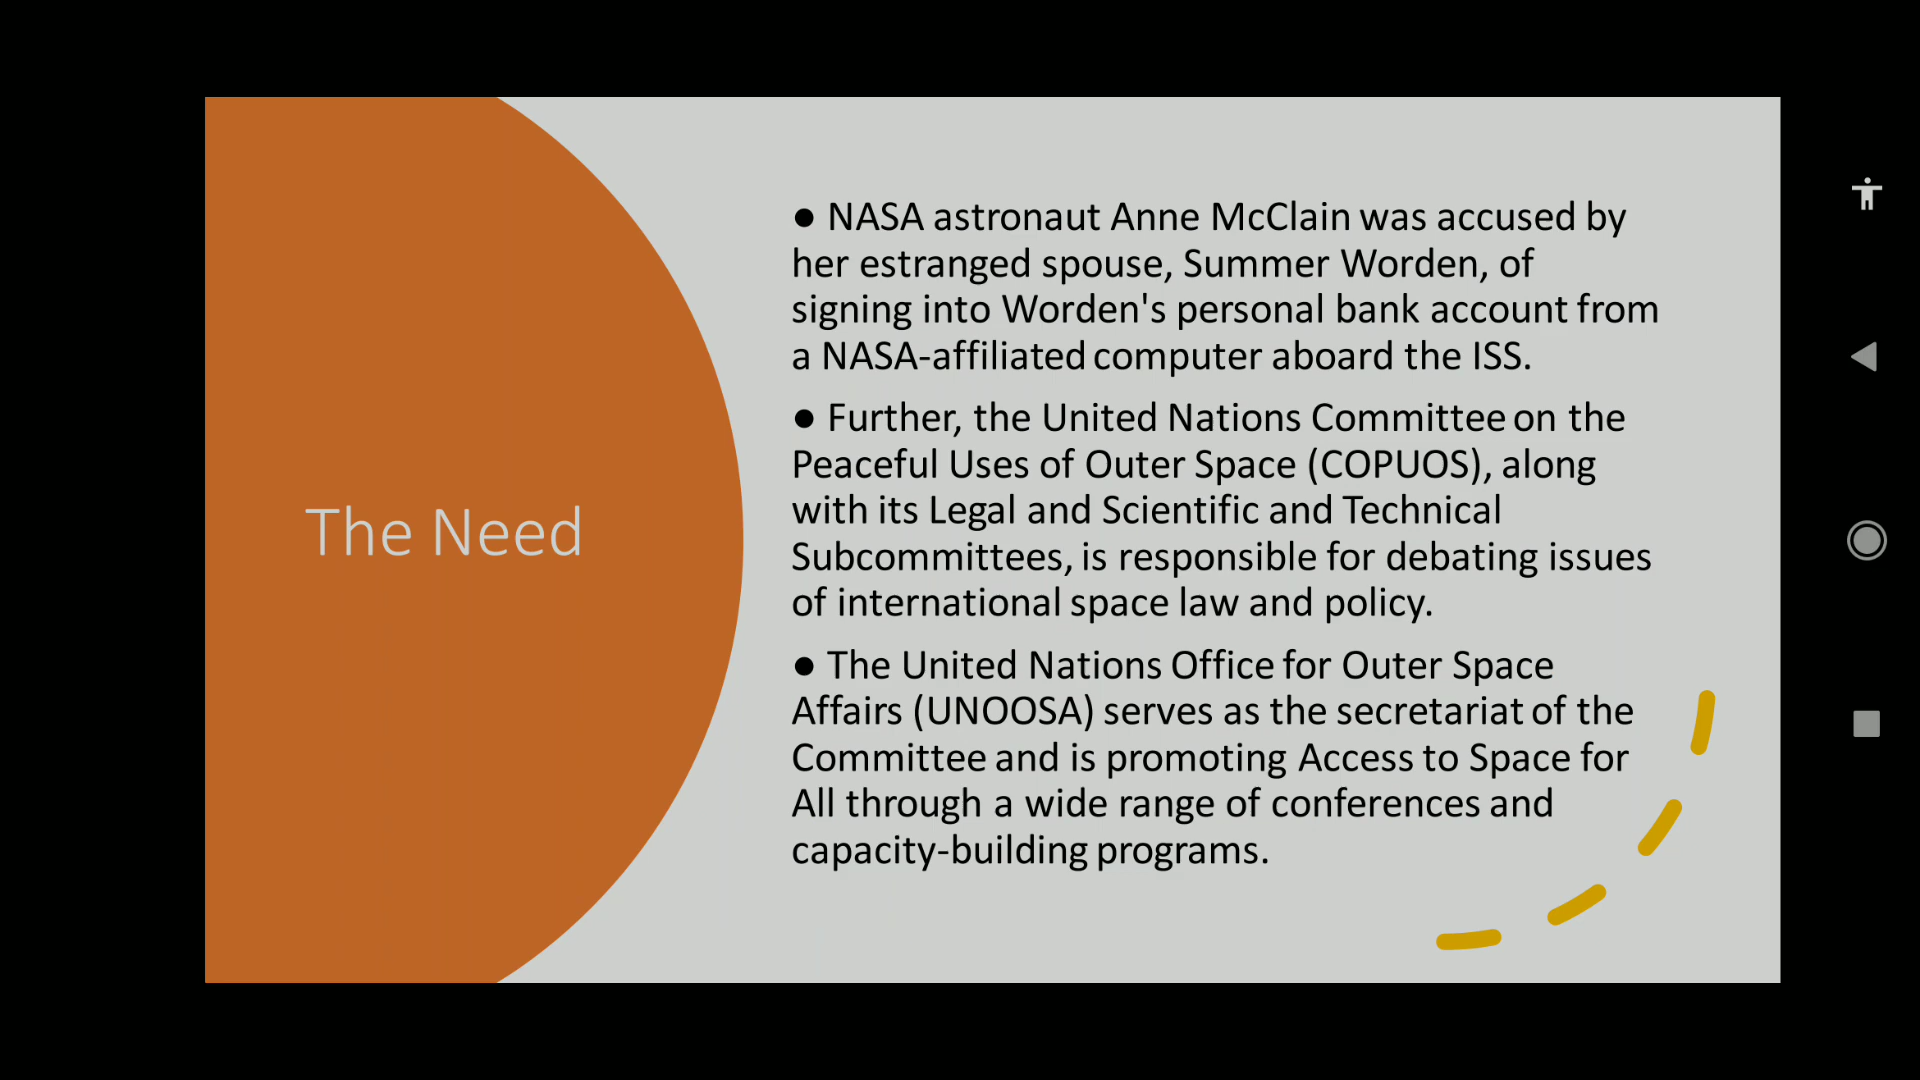 The Need
● NASA astronaut Anne McClain was accused by
her estranged spouse, Summer Worden, of
signing into Worden's personal bank account from
a NASA-affiliated computer aboard the ISS.
● Further, the United Nations Committee on the
Peaceful Uses of Outer Space (COPUOS), along
with its Legal and Scientific and Technical
Subcommittees, is responsible for debating issues
of international space law and policy.
● The United Nations Office for Outer Space
Affairs (UNOOSA) serves as the secretariat of the
Committee and is promoting Access to Space for
All through a wide range of conferences and
capacity-building programs.